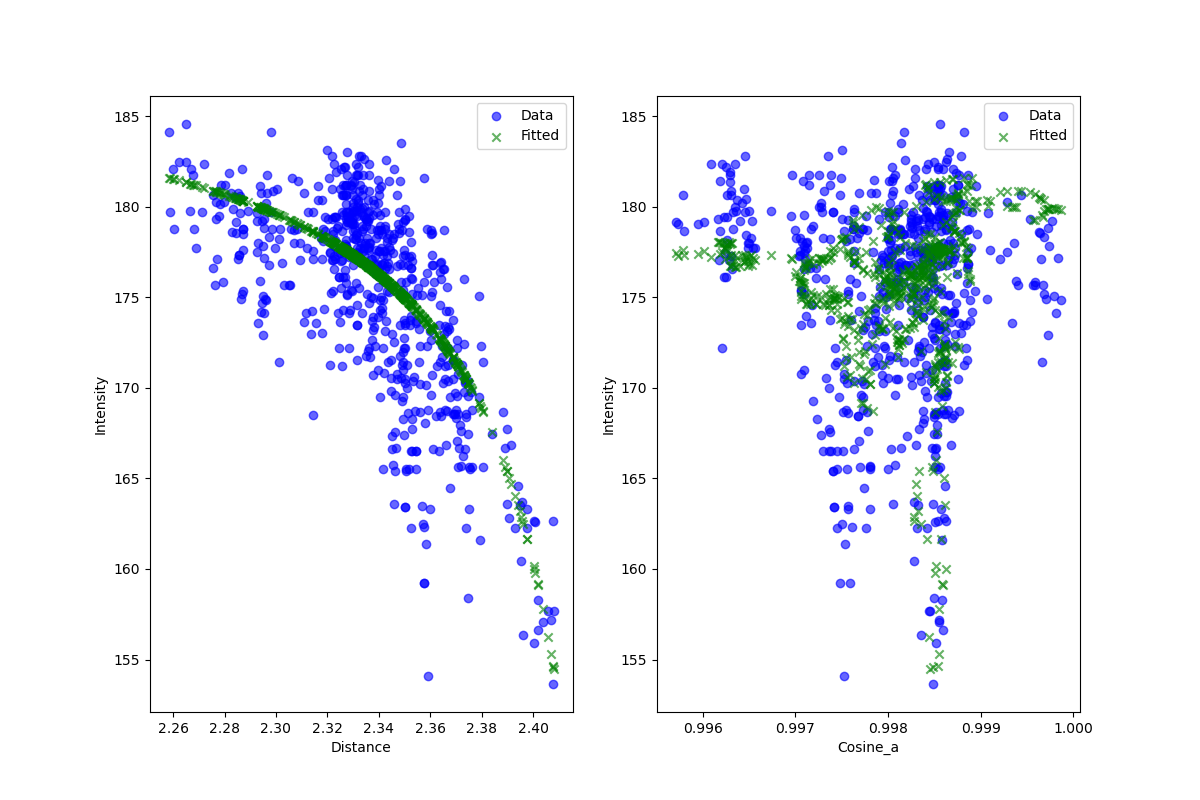 185
180
175
170
165
160
155
Intensity
2.26 2.28 2.30 2.32 2.34 2.36 2.38 2.40
Distance
Data
Fitted
185
180
175
170
165
160
155
Intensity
0.996 0.997 0.998 0.999 1.000
Cosine_a
Data
Fitted